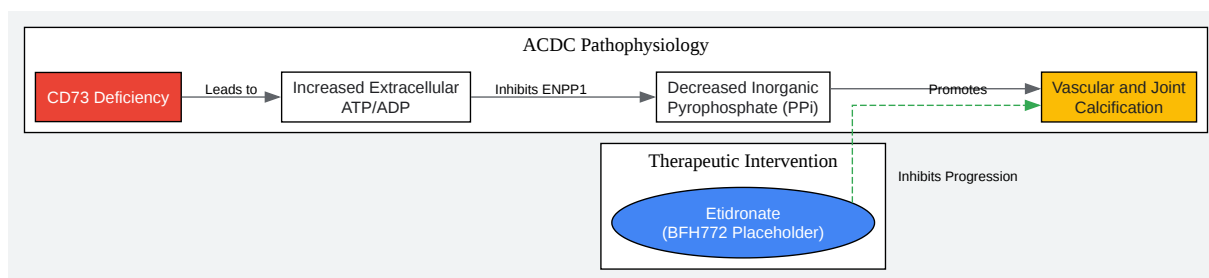 ACDC Pathophysiology
CD73 Deficiency
Leads to
Increased Extracellular
ATP/ADP
Inhibits ENPP1
Decreased Inorganic
Pyrophosphate (PPi)
Promotes
Vascular and Joint
Calcification
Therapeutic Intervention
Etidronate
(BFH772 Placeholder)
Inhibits Progression